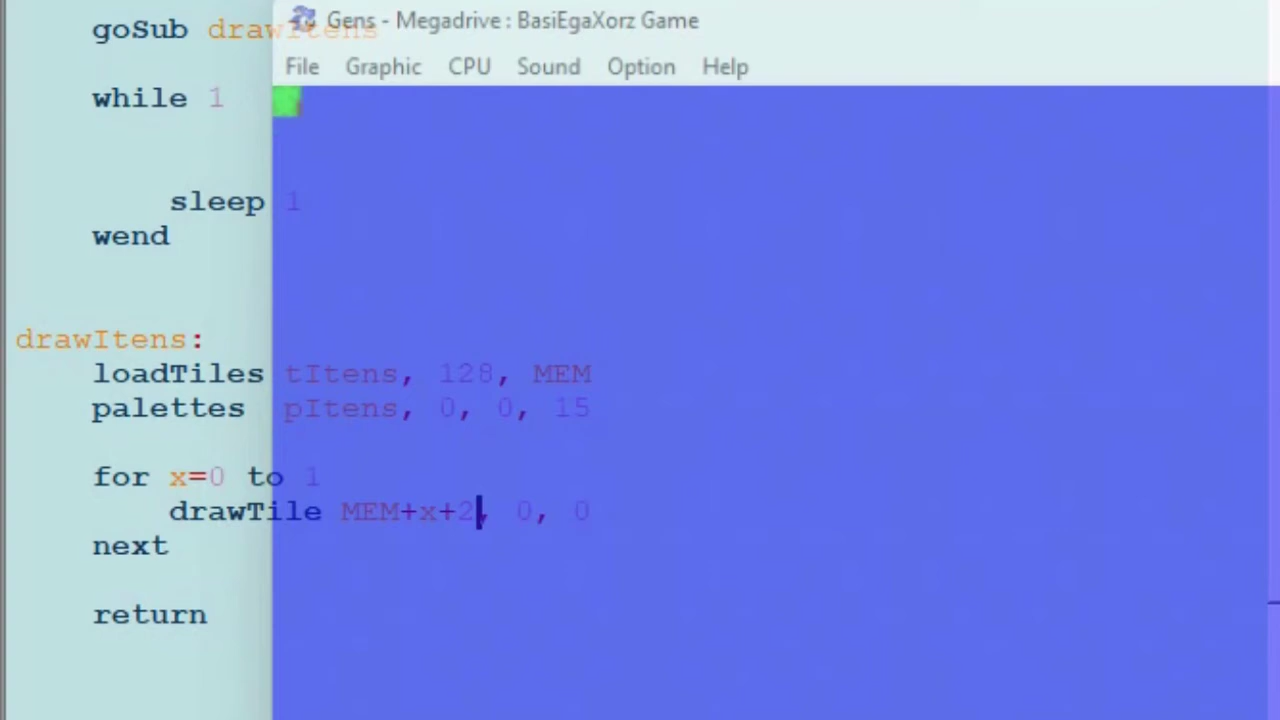 goSub drawItens
Gens - Megadrive : BasiEgaXorz Game
File Graphic CPU Sound Option Help
while 1
sleep 1
wend
drawItens:
loadTiles tItens, 128, MEM
palettes pItens, 0, 0, 15
for x=0 to 1
drawTile MEM+x+2, 0, 0
next
return